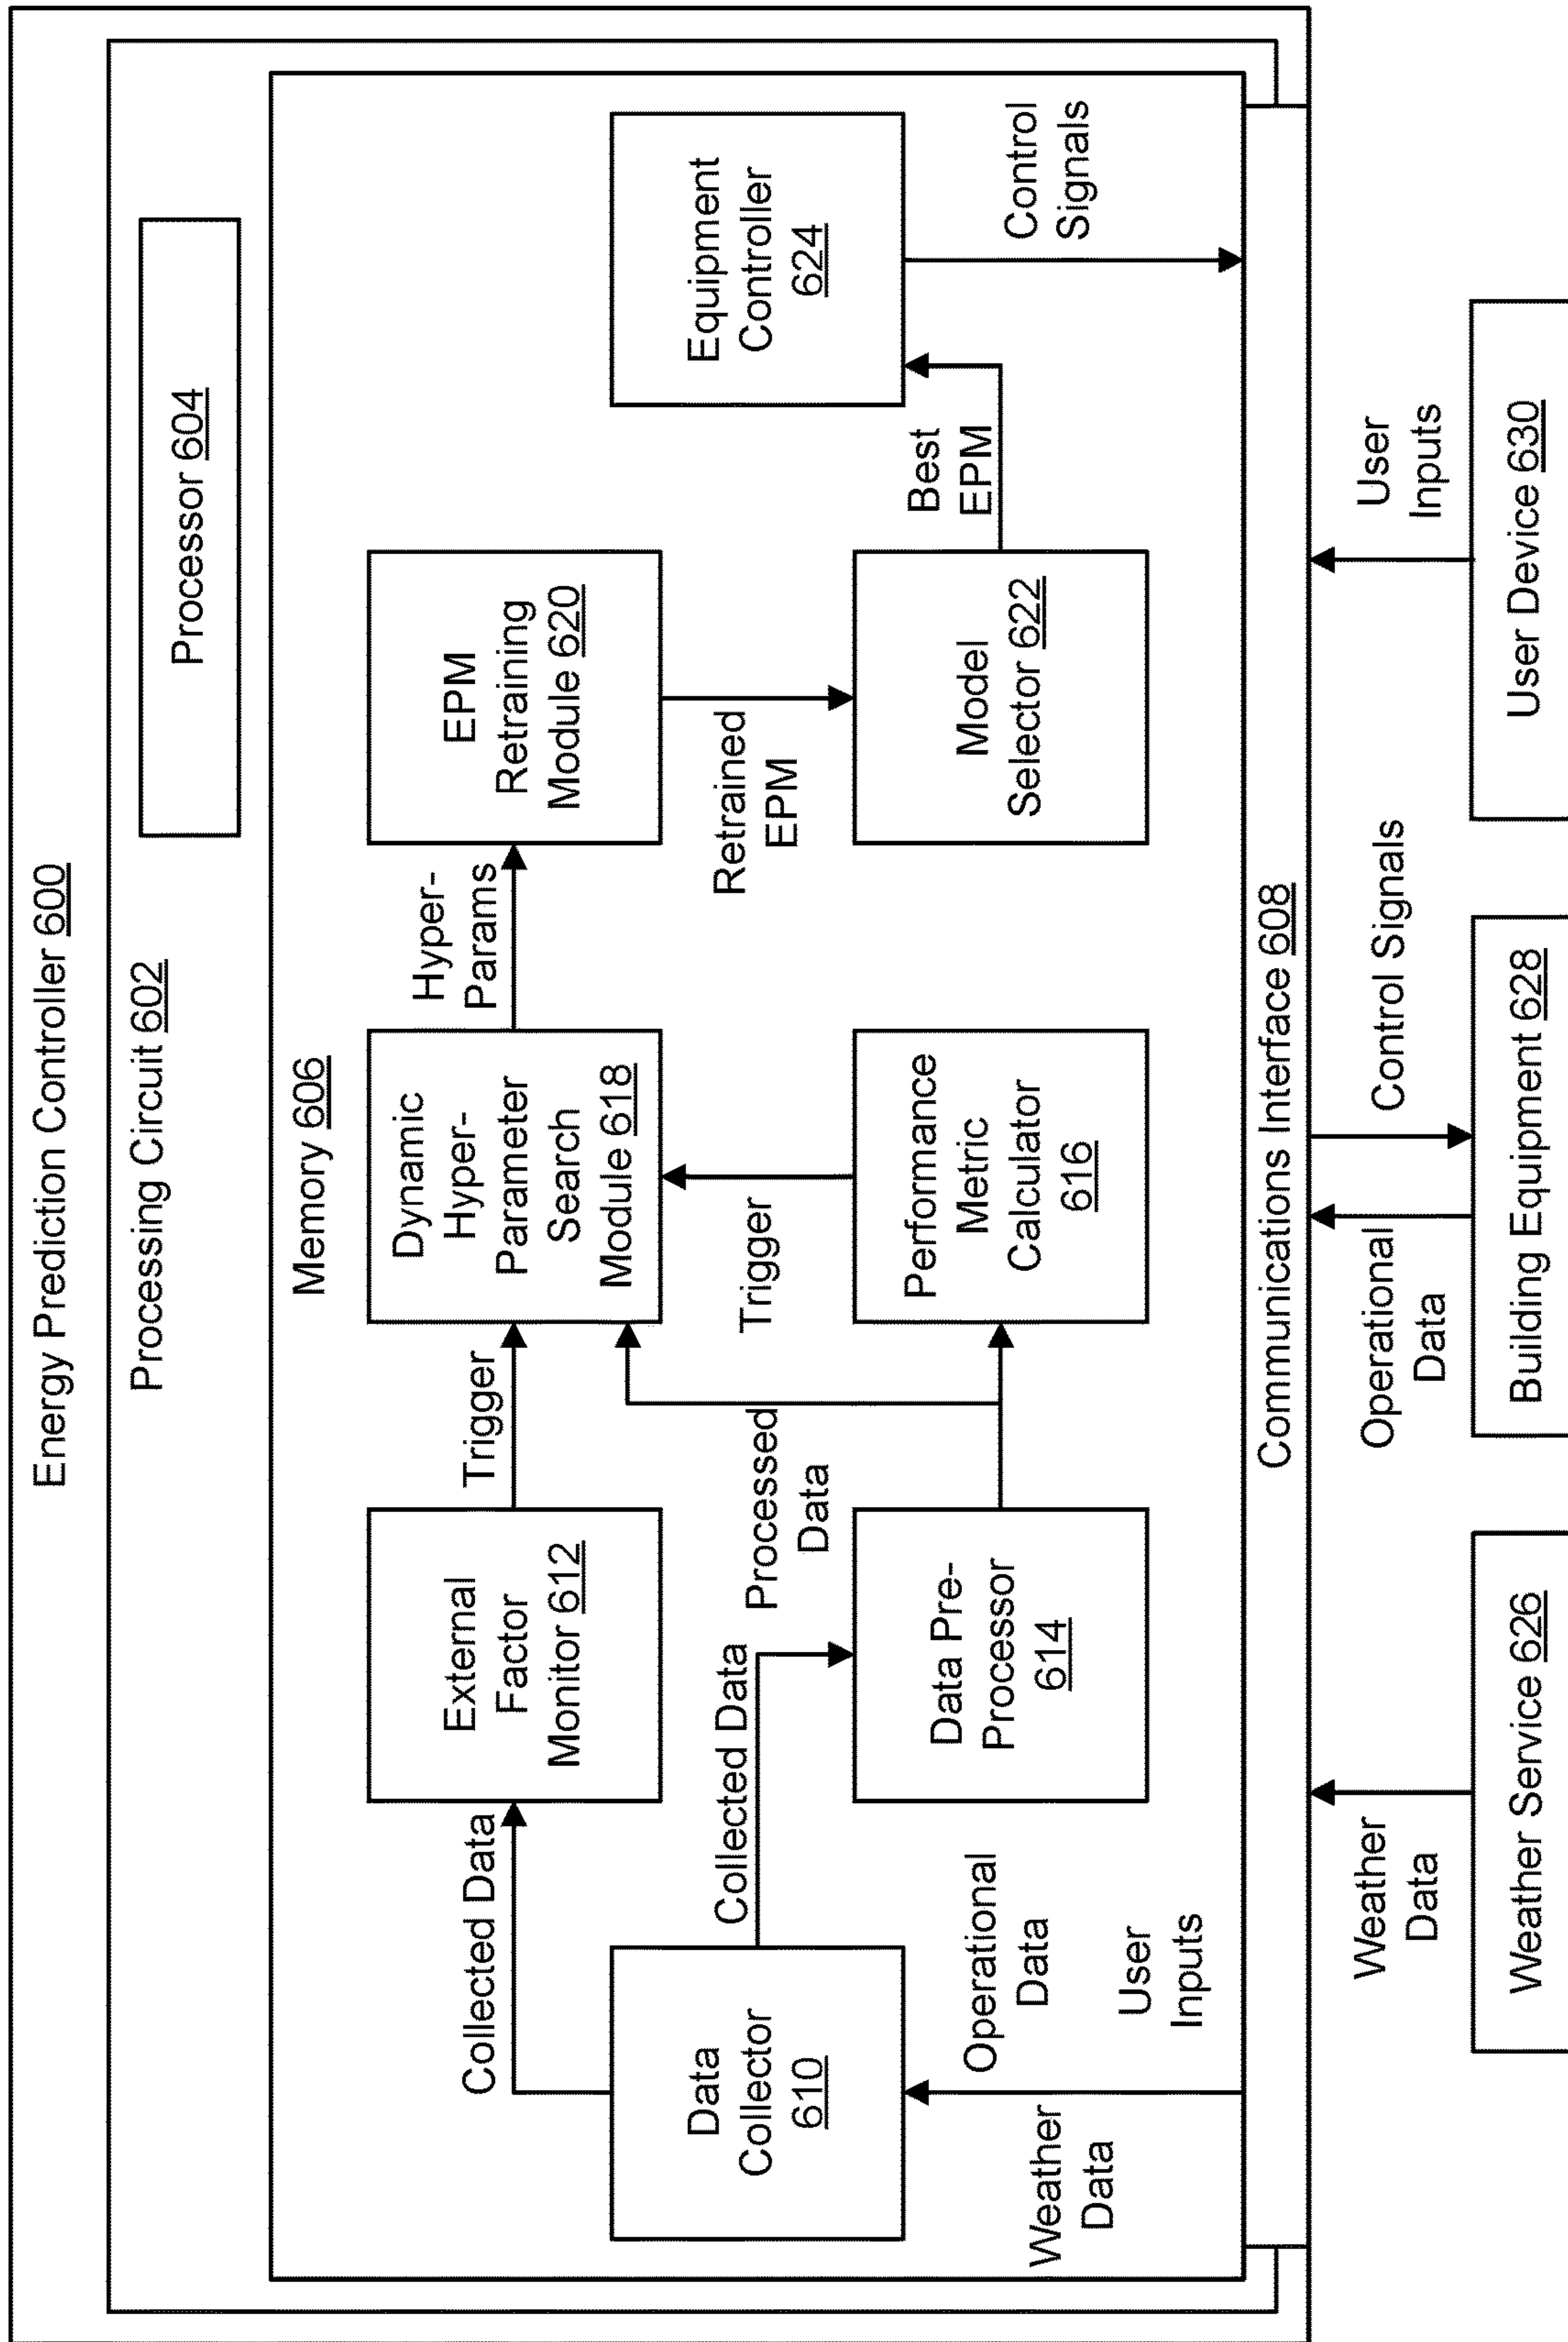 Energy Prediction Controller 600
Processing Circuit 602
Processor 604
Memory 606
External
Factor
Monitor 612
Trigger
Dynamic
Hyper-
Parameter
Search
Module 618
Hyper-
Params
EPM
Retraining
Module 620
Collected Data
Data
Collector
610
Collected Data
Processed
Data
Trigger
Retrained
EPM
Equipment
Controller
624
Data Pre-
Processor
614
Performance
Metric
Calculator
616
Model
Selector 622
Best
EPM
Weather
Data
Operational
Data
User
Inputs
Control
Signals
Communications Interface 608
Weather
Data
Operational
Data
Control Signals
User
Inputs
Weather Service 626
Building Equipment 628
User Device 630